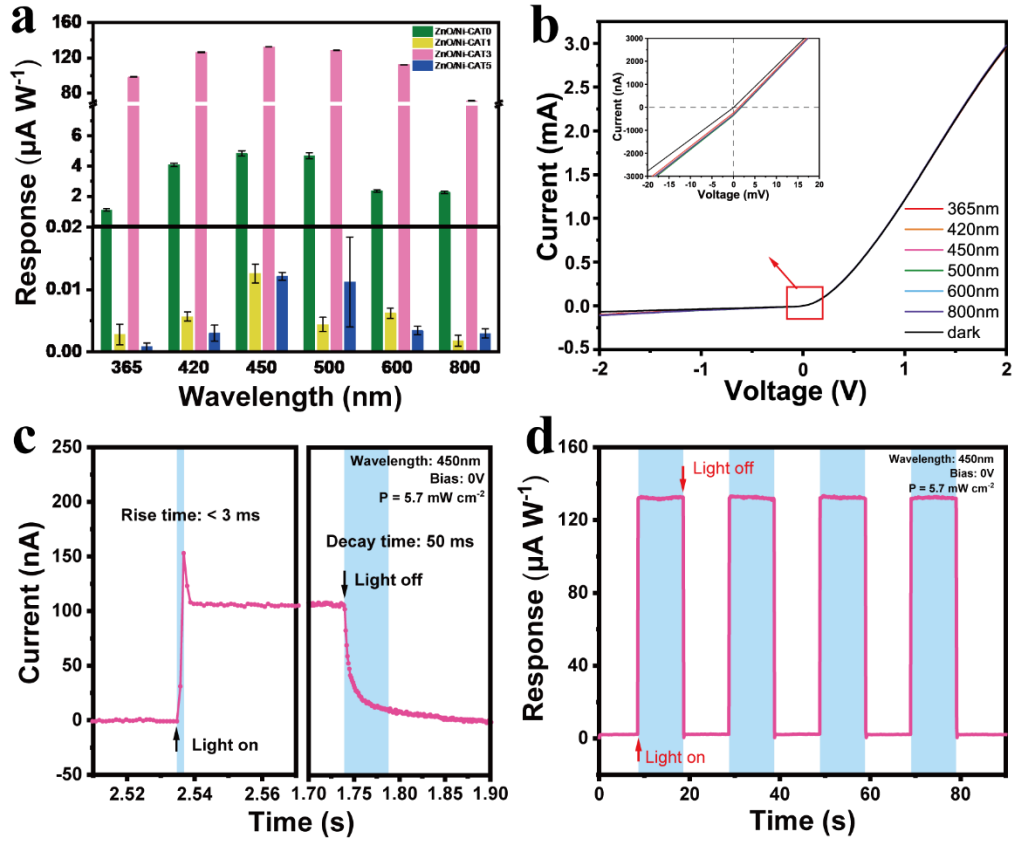 a
ZnO/Ni-CAT0
ZnO/Ni-CAT1
ZnO/Ni-CAT3
ZnO/Ni-CAT5
Response (μA W⁻¹)
160
120
80
6
4
2
0.02
0.01
0.00
365 420 450 500 600 800
Wavelength (nm)
b
Current (mA)
3.0
2.5
2.0
1.5
1.0
0.5
0.0
-0.5
-2 -1 0 1 2
Voltage (V)
Current (nA)
3000
2000
1000
0
-1000
-2000
-3000
-20 -15 -10 -5 0 5 10 15 20
Voltage (mV)
365nm
420nm
450nm
500nm
600nm
800nm
dark
c
Current (nA)
250
200
150
100
50
0
-50
Rise time: < 3 ms
Light on
Wavelength: 450nm
Bias: 0V
P = 5.7 mW cm⁻²
Decay time: 50 ms
Light off
2.52 2.54 2.56 1.70 1.75 1.80 1.85 1.90
Time (s)
d
Response (μA W⁻¹)
160
120
80
40
0
Light off
Wavelength: 450nm
Bias: 0V
P = 5.7 mW cm⁻²
Light on
0 20 40 60 80
Time (s)